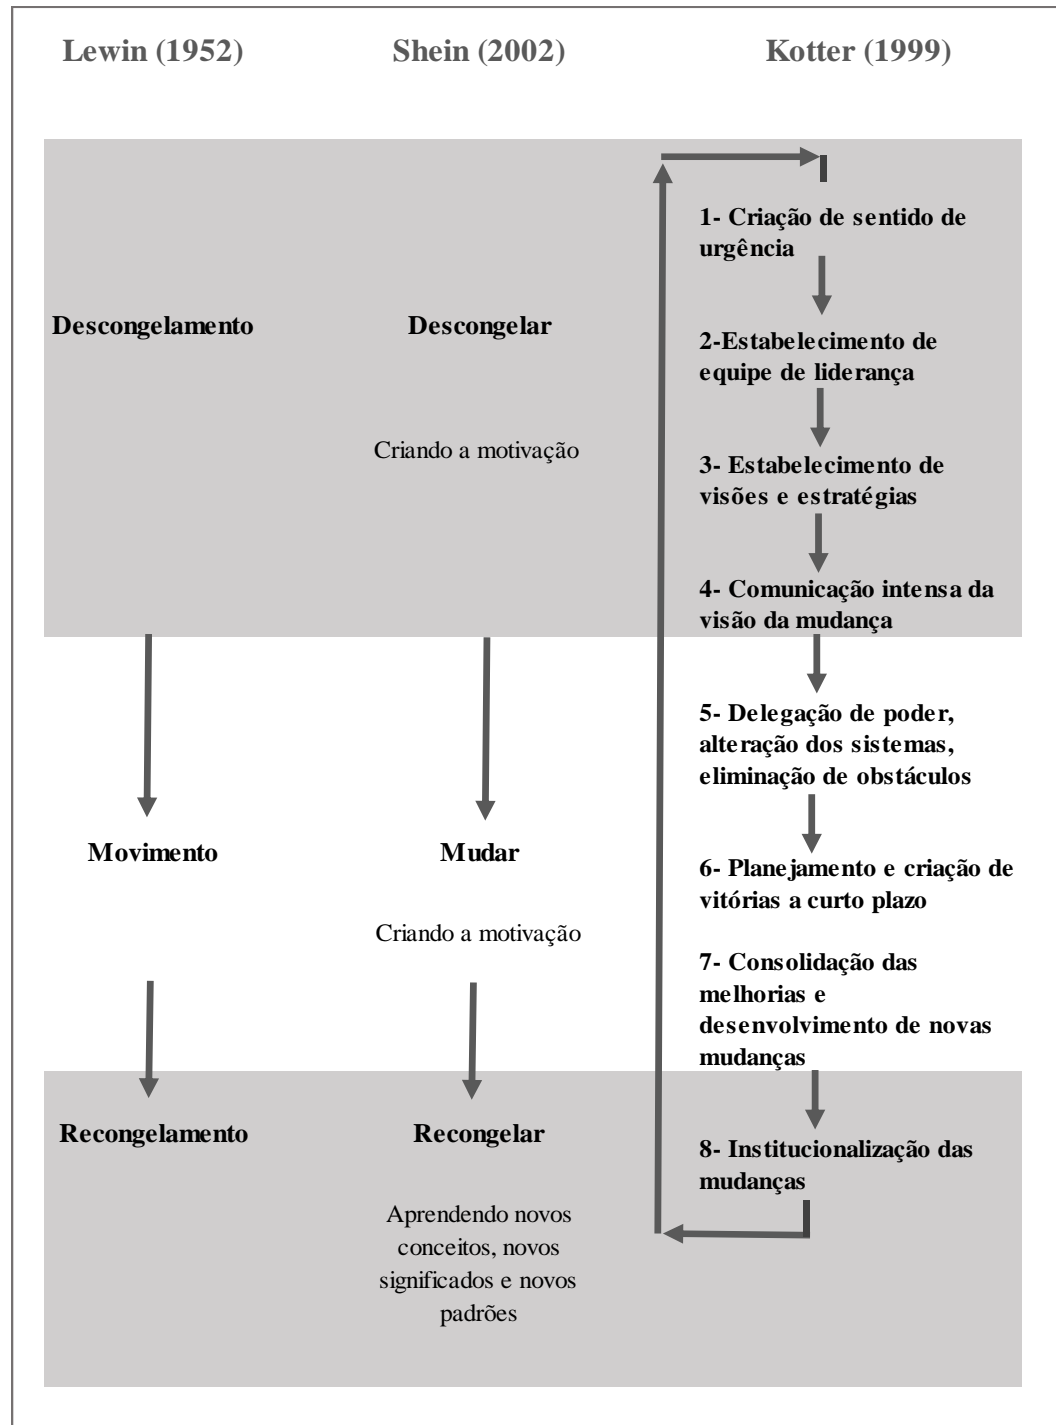 Lewin (1952)
Shein (2002)
Kotter (1999)
Descongelamento
Movimento
Recongelamento
Descongelar
Criando a motivação
Mudar
Criando a motivação
Recongelar
Aprendendo novos
conceitos, novos
significados e novos
padrões
1- Criação de sentido de
urgência
2-Estabelecimento de
equipe de liderança
3- Estabelecimento de
visões e estratégias
4- Comunicação intensa da
visão da mudança
5- Delegação de poder,
alteração dos sistemas,
eliminação de obstáculos
6- Planejamento e criação de
vitórias a curto plazo
7- Consolidação das
melhorias e
desenvolvimento de novas
mudanças
8- Institucionalização das
mudanças